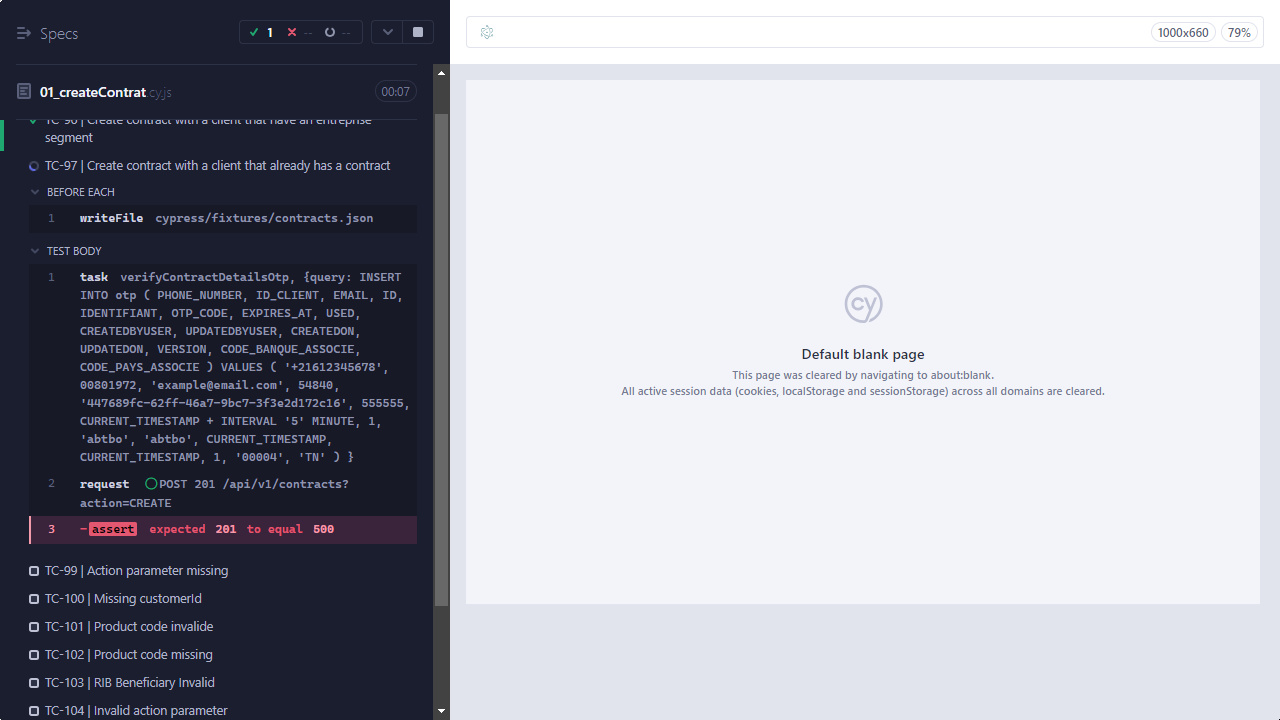 Specs
1
--
--
1000x660
79%
01_createContrat.cy.js
00:07
TC-96 | Create contract with a client that have an entreprise
segment
TC-97 | Create contract with a client that already has a contract
BEFORE EACH
1 writeFile cypress/fixtures/contracts.json
TEST BODY
1 task verifyContractDetailsOtp, {query: INSERT
INTO otp ( PHONE_NUMBER, ID_CLIENT, EMAIL, ID,
IDENTIFIANT, OTP_CODE, EXPIRES_AT, USED,
CREATEDBYUSER, UPDATEDBYUSER, CREATEDON,
UPDATEDON, VERSION, CODE_BANQUE_ASSOCIE,
CODE_PAYS_ASSOCIE ) VALUES ( '+21612345678',
00801972, 'example@email.com', 54840,
'447689fc-62ff-46a7-9bc7-3f3e2d172c16', 555555,
CURRENT_TIMESTAMP + INTERVAL '5' MINUTE, 1,
'abtbo', 'abtbo', CURRENT_TIMESTAMP,
CURRENT_TIMESTAMP, 1, '00004', 'TN' ) }
2 request POST 201 /api/v1/contracts?
action=CREATE
3 -assert expected 201 to equal 500
TC-99 | Action parameter missing
TC-100 | Missing customerId
TC-101 | Product code invalide
TC-102 | Product code missing
TC-103 | RIB Beneficiary Invalid
TC-104 | Invalid action parameter
cy
Default blank page
This page was cleared by navigating to about:blank.
All active session data (cookies, localStorage and sessionStorage) across all domains are cleared.